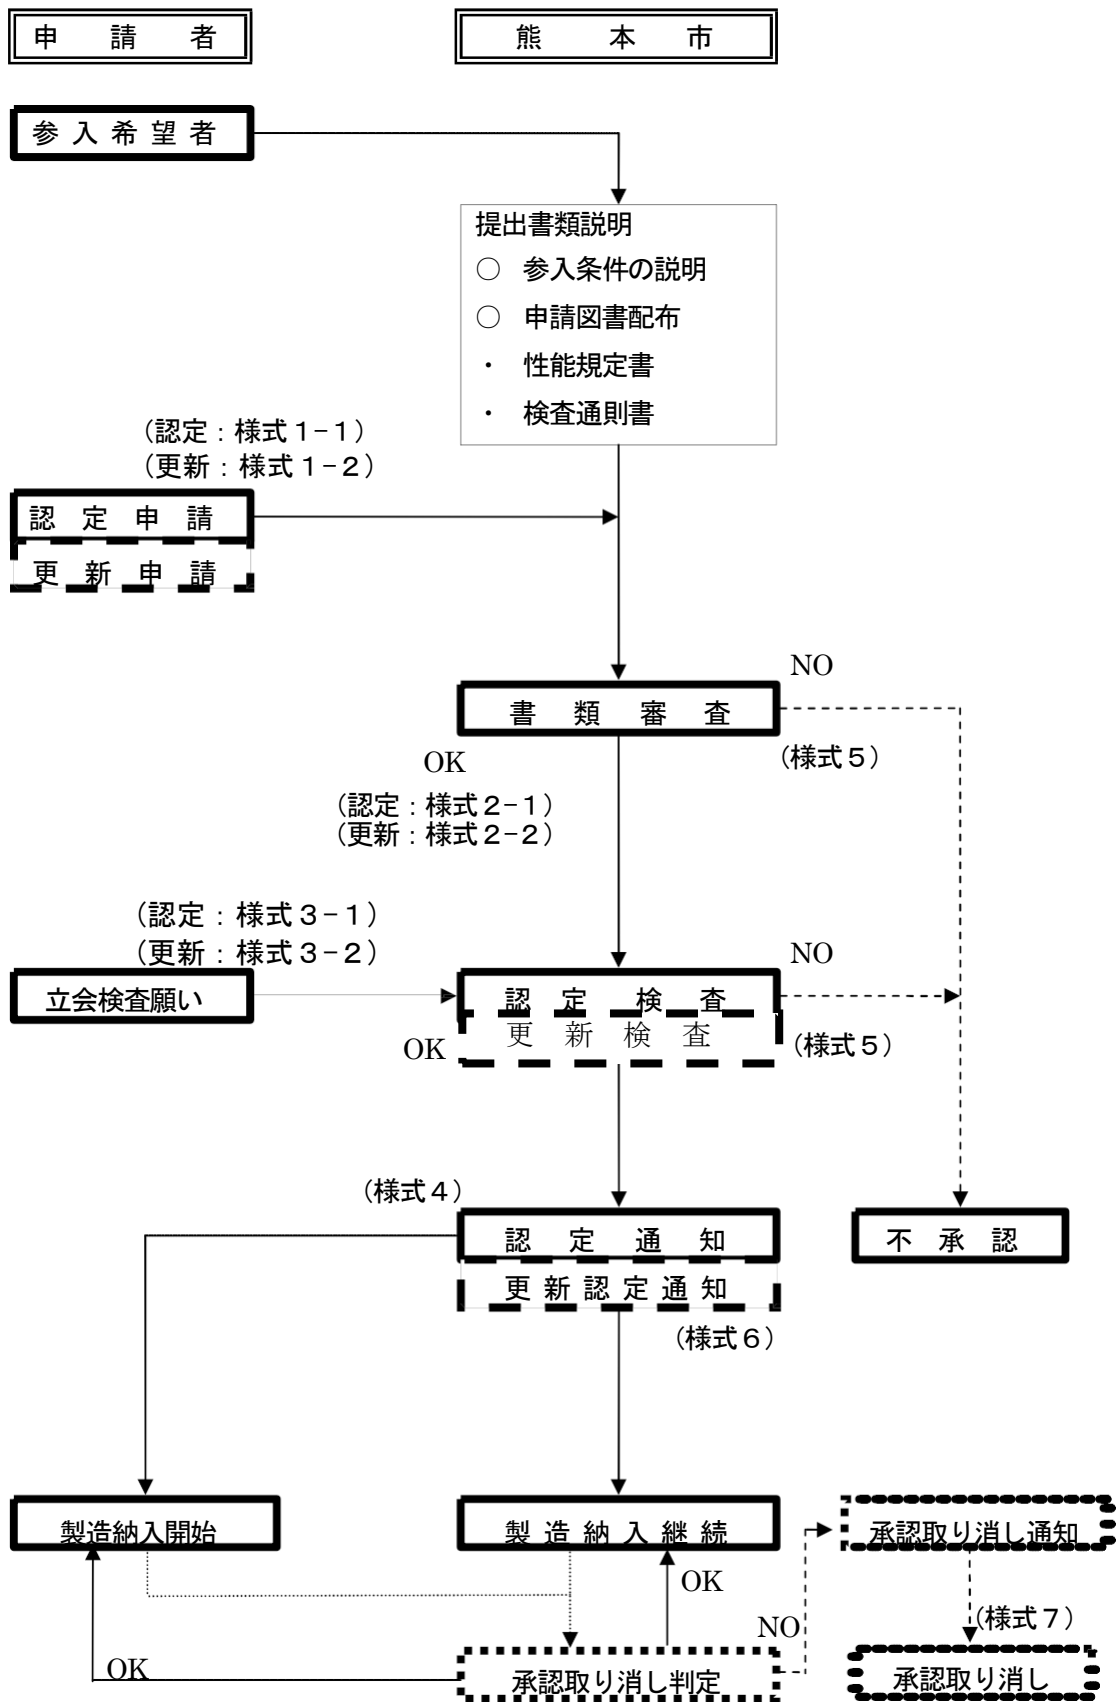 申請者
熊本市
参入希望者
提出書類説明
○ 参入条件の説明
○ 申請図書配布
・ 性能規定書
・ 検査通則書
(認定:様式1-1)
(更新:様式1-2)
認定申請
更新申請
NO
書類審査
(様式5)
OK
(認定:様式2-1)
(更新:様式2-2)
(認定:様式3-1)
(更新:様式3-2)
NO
立会検査願い
認定検査
更新検査
OK
(様式5)
(様式4)
認定通知
不承認
更新認定通知
(様式6)
製造納入開始
製造納入継続
承認取り消し通知
OK
NO
(様式7)
OK
承認取り消し判定
承認取り消し